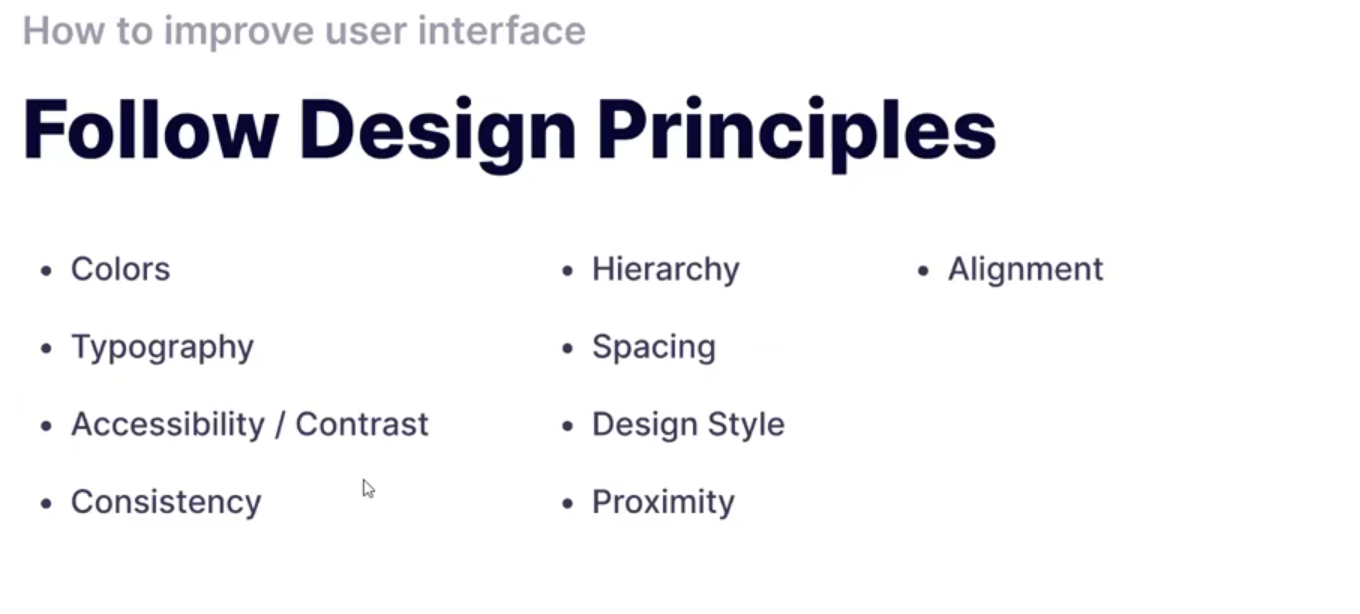 How to improve user interface
Follow Design Principles
• Colors
• Typography
• Accessibility / Contrast
• Consistency
• Hierarchy
• Spacing
• Design Style
• Proximity
• Alignment